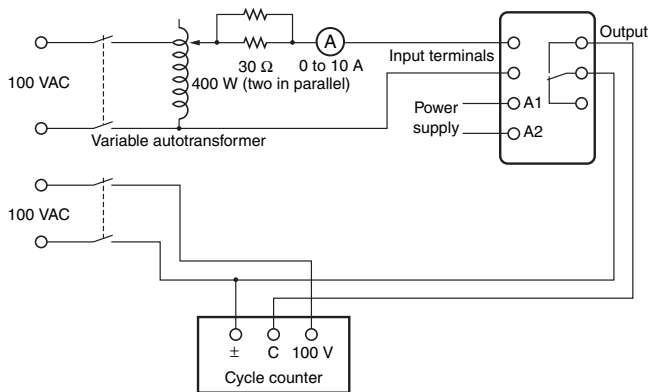 100 VAC
30 Ω
400 W (two in parallel)
A
0 to 10 A
Variable autotransformer
Input terminals
Power
supply
A1
A2
Output
100 VAC
± C 100 V
Cycle counter